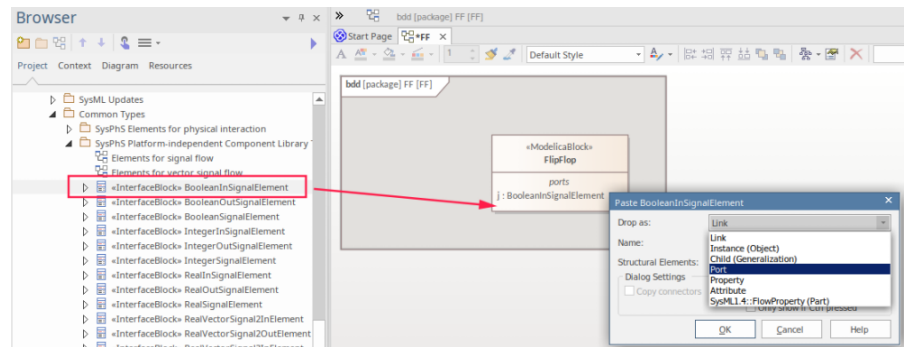 Browser
bdd [package] FF [FF]
Start Page
*FF
Default Style
Project Context Diagram Resources
SysML Updates
Common Types
SysPhS Elements for physical interaction
SysPhS Platform-independent Component Library
Elements for signal flow
Elements for vector signal flow
«InterfaceBlock» BooleanInSignalElement
«InterfaceBlock» BooleanOutSignalElement
«InterfaceBlock» BooleanSignalElement
«InterfaceBlock» IntegerInSignalElement
«InterfaceBlock» IntegerOutSignalElement
«InterfaceBlock» IntegerSignalElement
«InterfaceBlock» RealInSignalElement
«InterfaceBlock» RealOutSignalElement
«InterfaceBlock» RealSignalElement
«InterfaceBlock» RealVectorSignal2InElement
«InterfaceBlock» RealVectorSignal2OutElement
bdd [package] FF [FF]
«ModelicaBlock»
FlipFlop
ports
j : BooleanInSignalElement
Paste BooleanInSignalElement
Drop as: Link
Name:
Structural Elements:
Dialog Settings
Copy connectors
Link
Instance (Object)
Child (Generalization)
Port
Property
Attribute
SysML1.4::FlowProperty (Part)
Only show if Ctrl pressed
OK Cancel Help